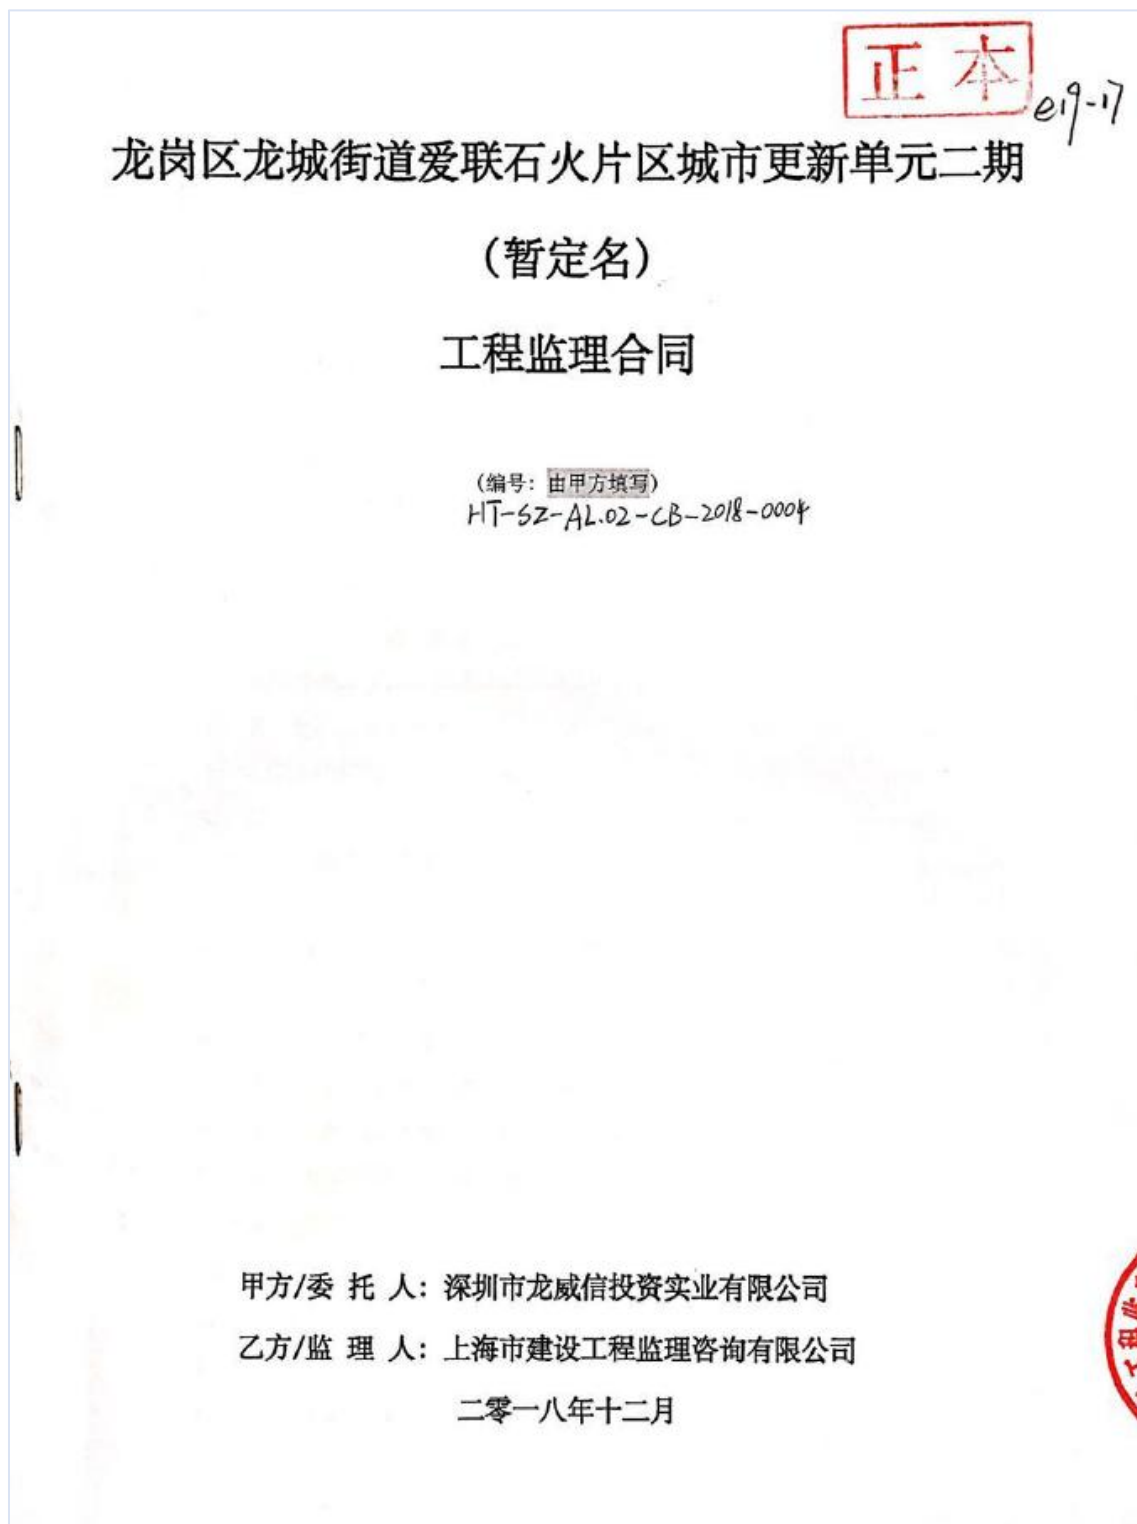 正本
e19-17
龙岗区龙城街道爱联石火片区城市更新单元二期
（暂定名）
工程监理合同
（编号：由甲方填写）
HT-SZ-AL.02-CB-2018-0004
甲方/委 托 人：深圳市龙威信投资实业有限公司
乙方/监 理 人：上海市建设工程监理咨询有限公司
二零一八年十二月